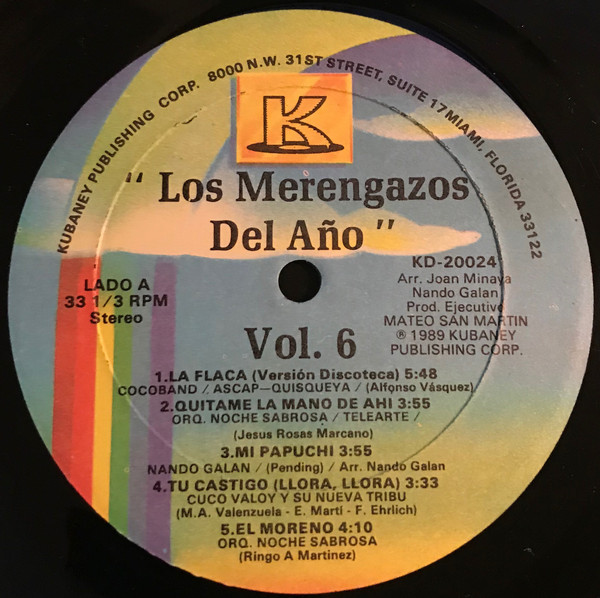 KUBANEY PUBLISHING CORP. 8000 N.W. 31ST STREET, SUITE 17 MIAMI, FLORIDA 33122
K
" Los Merengazos
Del Año "
KD-20024
LADO A
33 1/3 RPM
Stereo
Arr. Joan Minaya
Nando Galan
Prod. Ejecutivo
MATEO SAN MARTIN
℗ 1989 KUBANEY
PUBLISHING CORP.
Vol. 6
1.LA FLACA (Versión Discoteca) 5:48
COCOBAND / ASCAP-QUISQUEYA / (Alfonso Vásquez)
2.QUITAME LA MANO DE AHI 3:55
ORQ. NOCHE SABROSA / TELEARTE /
(Jesus Rosas Marcano)
3.MI PAPUCHI 3:55
NANDO GALAN / (Pending) / Arr. Nando Galan
4.TU CASTIGO (LLORA, LLORA) 3:33
CUCO VALOY Y SU NUEVA TRIBU
(M.A. Valenzuela - E. Marti - F. Ehrlich)
5.EL MORENO 4:10
ORQ. NOCHE SABROSA
(Ringo A Martinez)